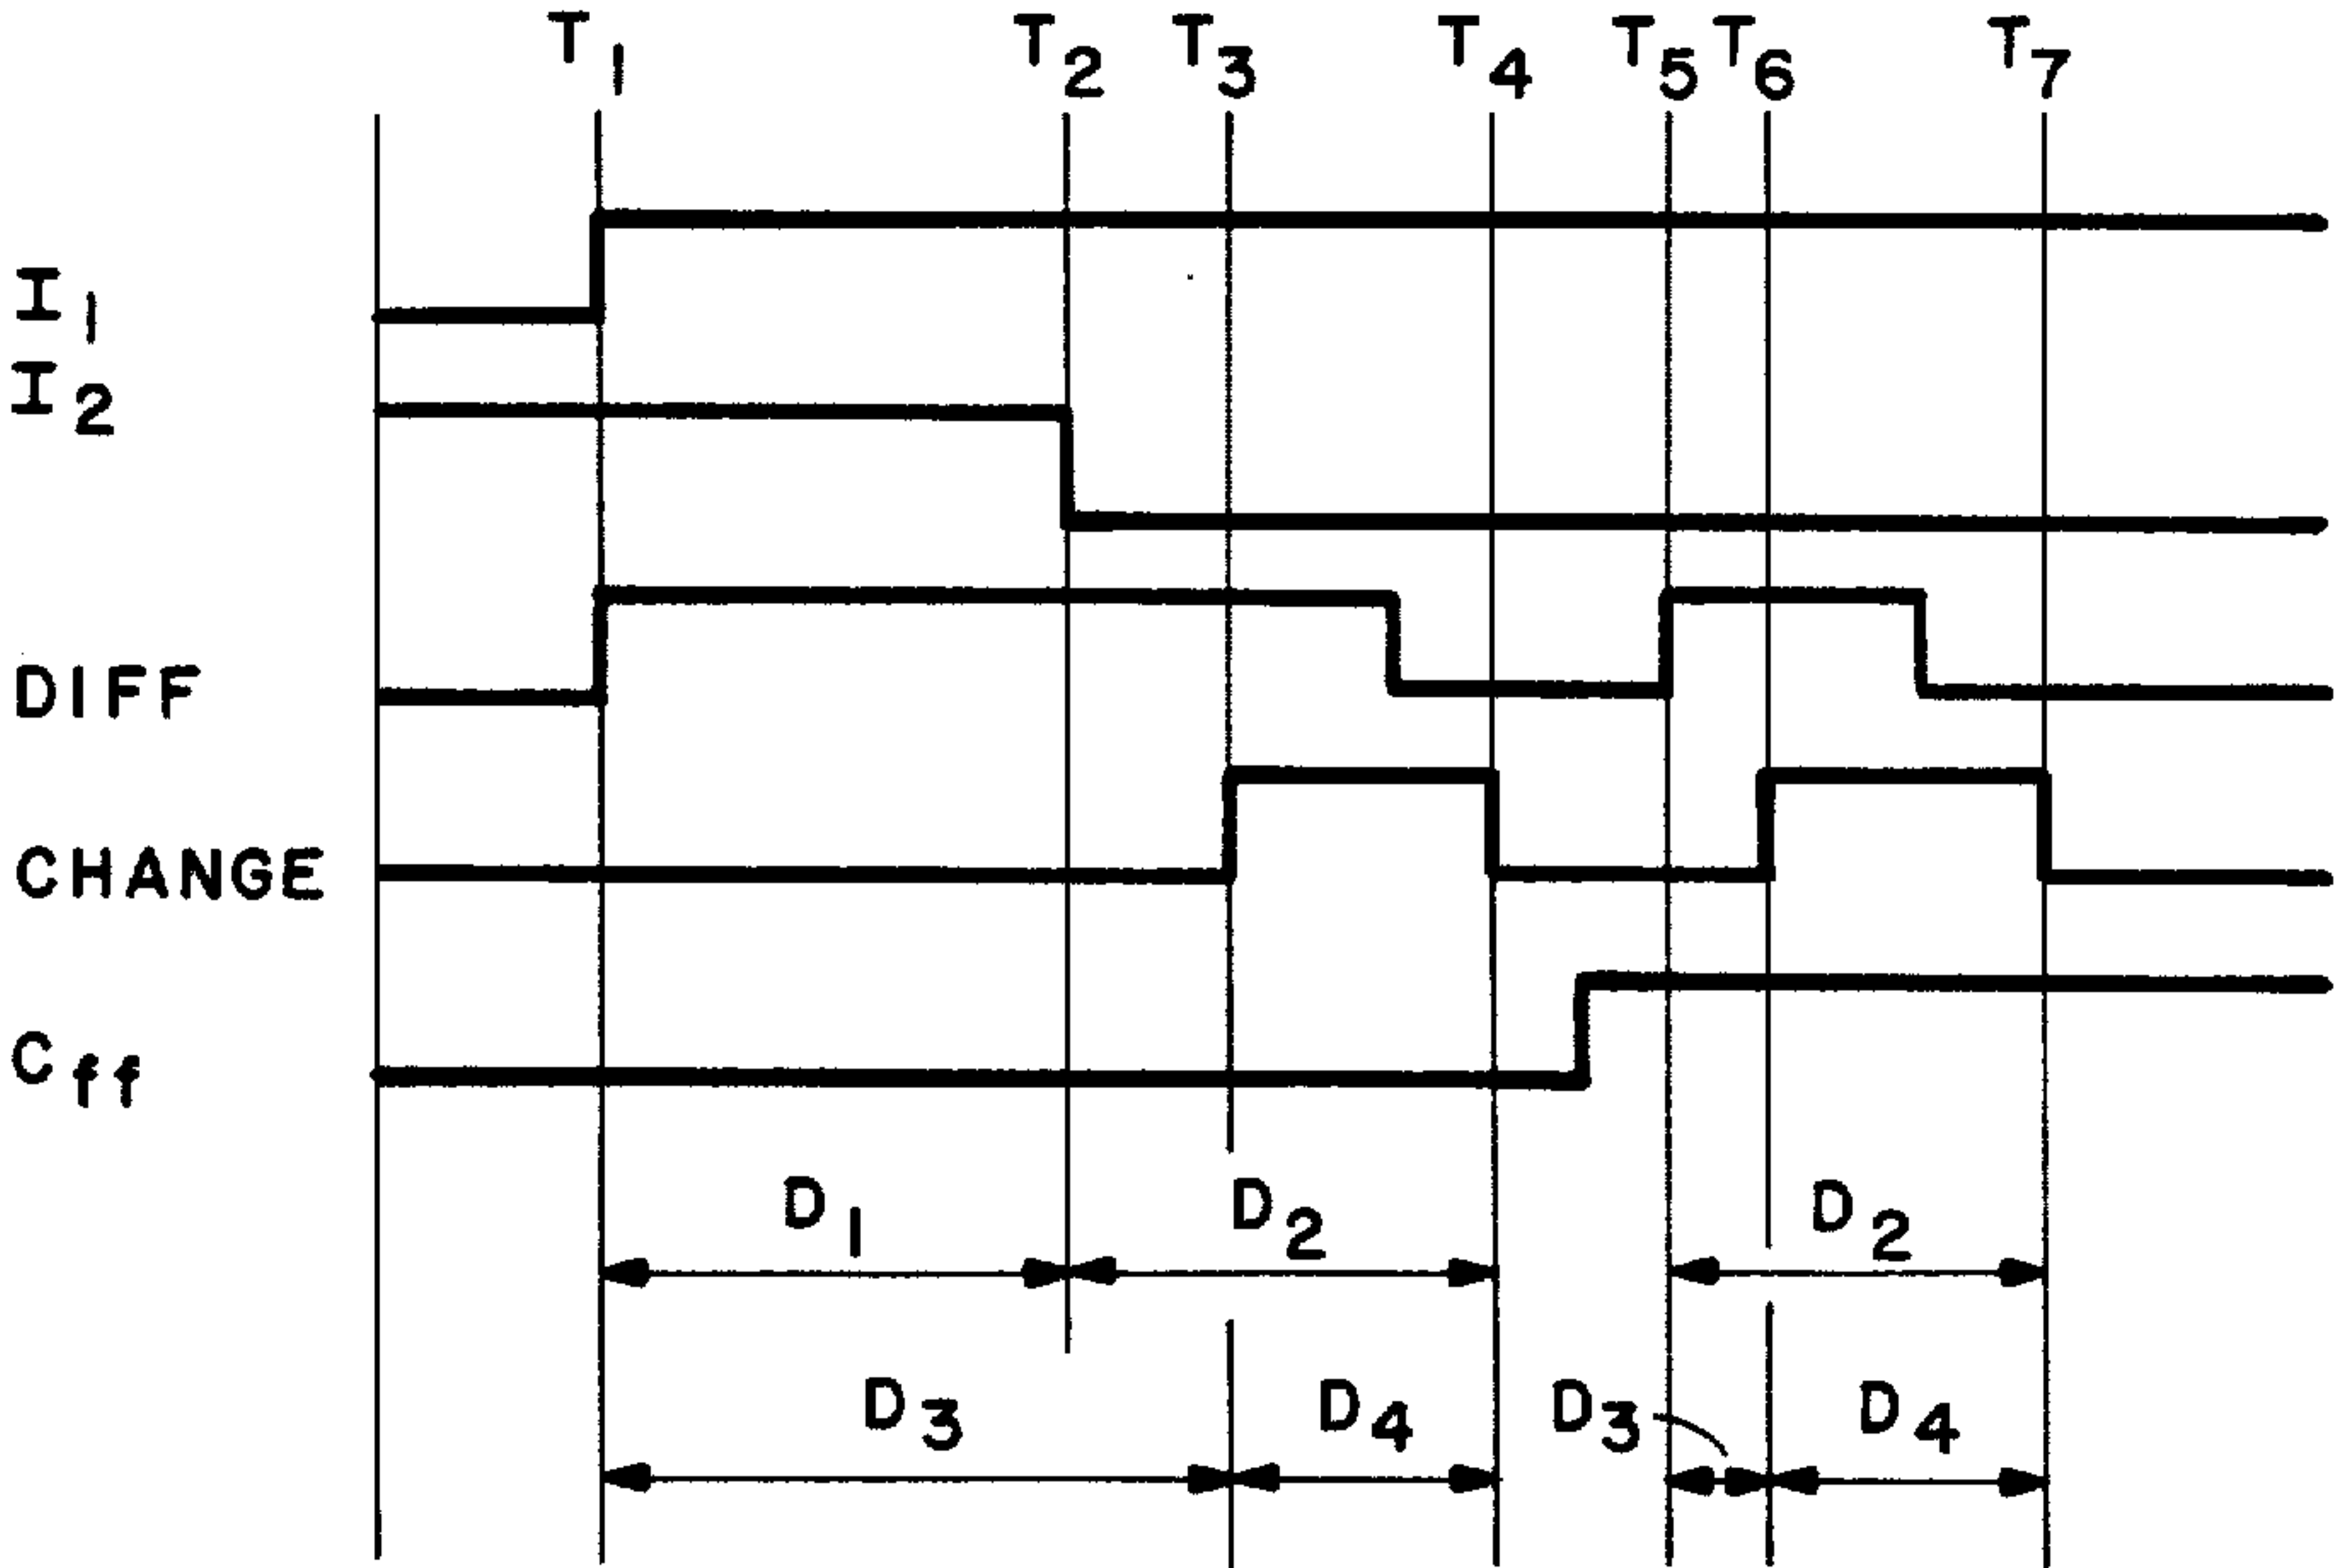 T1 T2 T3 T4 T5 T6 T7
I1
I2
DIFF
CHANGE
Cff
D1 D2 D2
D3 D4 D3 D4